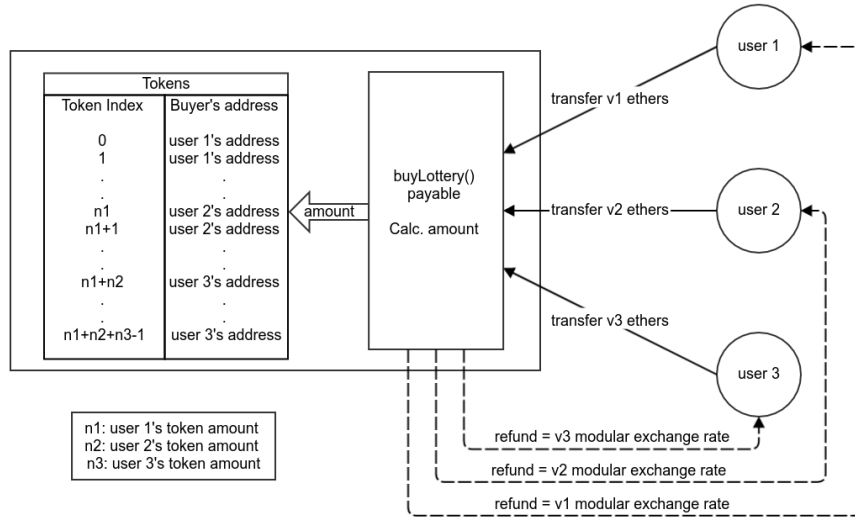 Tokens
Token Index Buyer's address
0 user 1's address
1 user 1's address
. .
. .
n1 user 2's address
n1+1 user 2's address
. .
. .
n1+n2 user 3's address
. .
. .
n1+n2+n3-1 user 3's address
amount
buyLottery()
payable
Calc. amount
transfer v1 ethers
transfer v2 ethers
transfer v3 ethers
user 1
user 2
user 3
n1: user 1's token amount
n2: user 2's token amount
n3: user 3's token amount
refund = v3 modular exchange rate
refund = v2 modular exchange rate
refund = v1 modular exchange rate